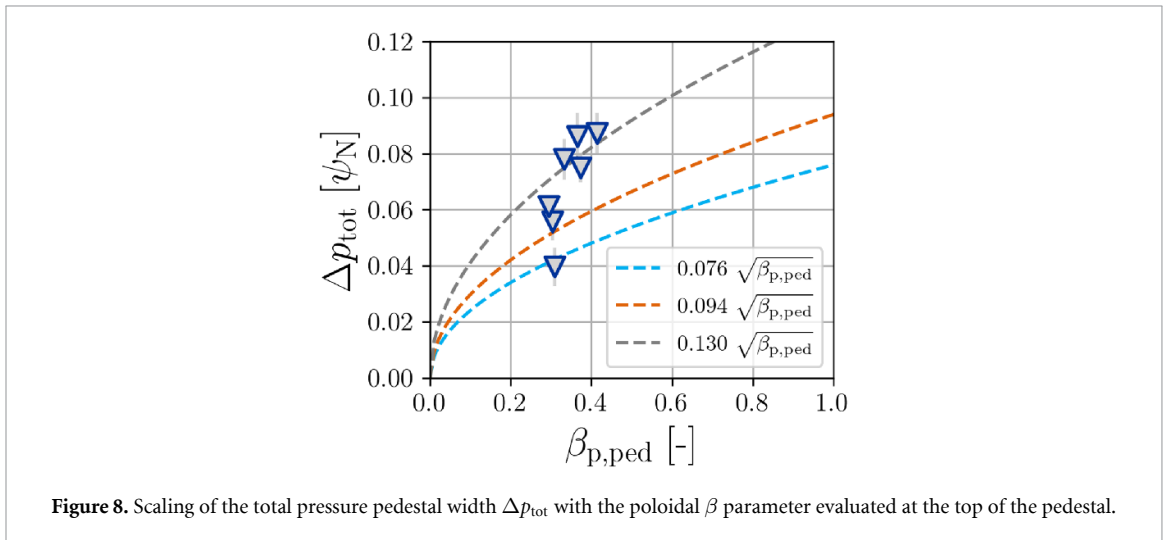 0.12
0.10
0.08
0.06
0.04
0.02
0.00
Δp_tot [ψ_N]
0.076 √β_p,ped
0.094 √β_p,ped
0.130 √β_p,ped
0.0 0.2 0.4 0.6 0.8 1.0
β_p,ped [-]
Figure 8. Scaling of the total pressure pedestal width Δp_tot with the poloidal β parameter evaluated at the top of the pedestal.